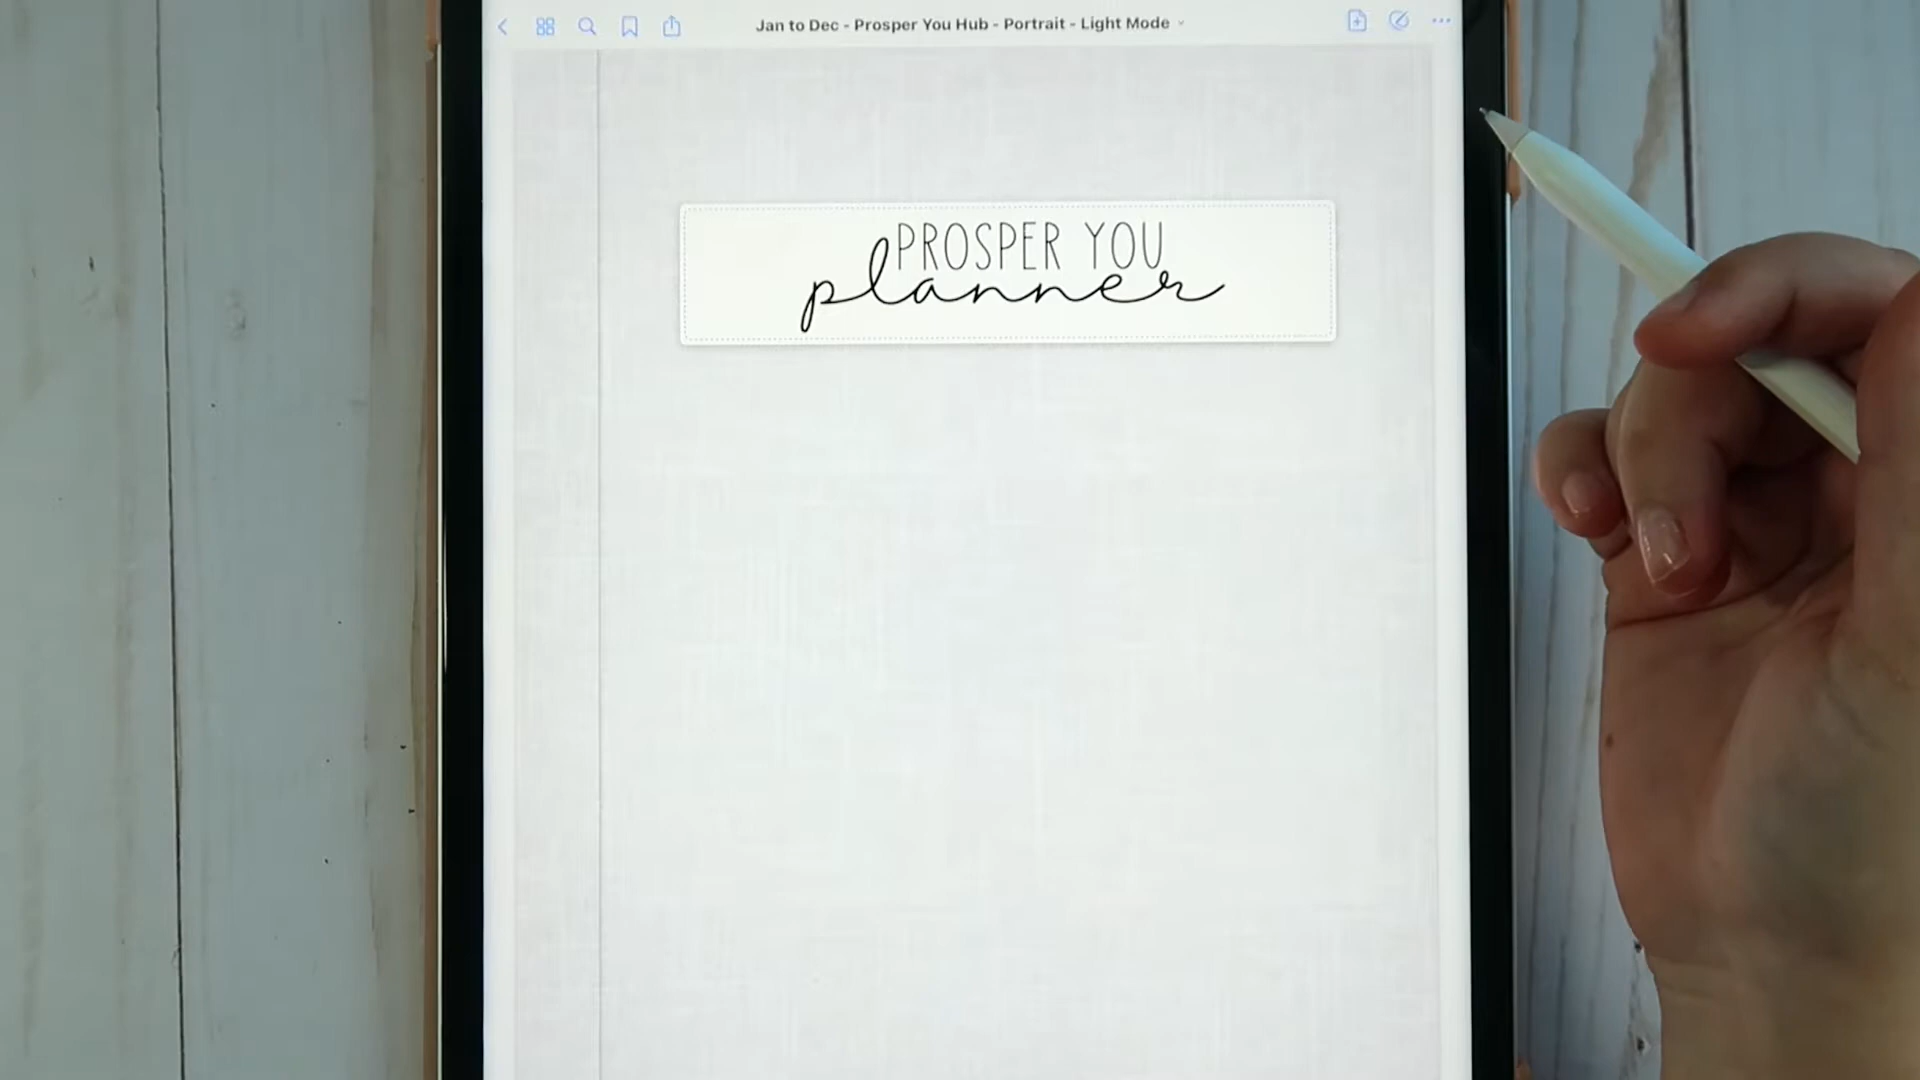 Jan to Dec - Prosper You Hub - Portrait - Light Mode
PROSPER YOU
planner